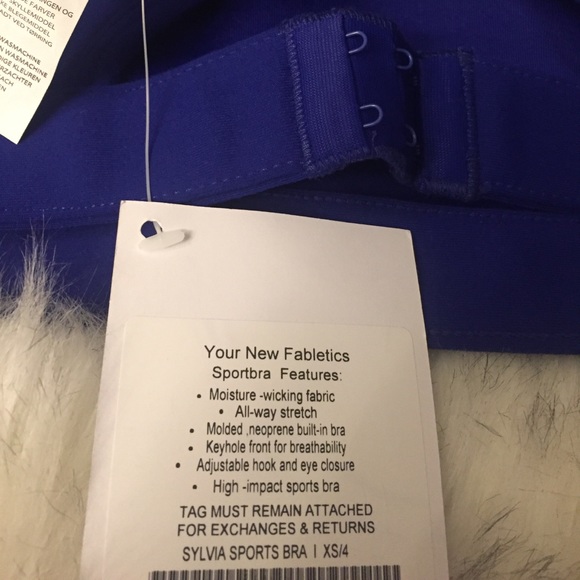 SKYLLEMIDDEL
WASMACHINE
Your New Fabletics
Sportbra Features:
• Moisture -wicking fabric
• All-way stretch
• Molded ,neoprene built-in bra
• Keyhole front for breathability
• Adjustable hook and eye closure
• High -impact sports bra
TAG MUST REMAIN ATTACHED
FOR EXCHANGES & RETURNS
SYLVIA SPORTS BRA | XS/4